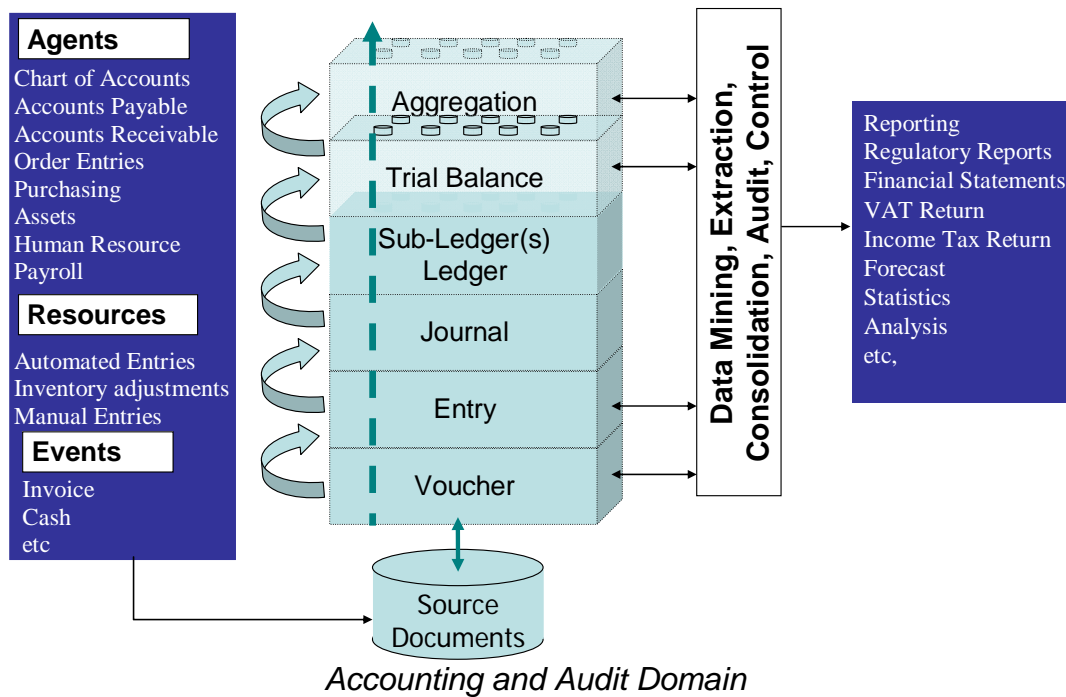 Agents
Chart of Accounts
Accounts Payable
Accounts Receivable
Order Entries
Purchasing
Assets
Human Resource
Payroll
Resources
Automated Entries
Inventory adjustments
Manual Entries
Events
Invoice
Cash
etc
Aggregation
Trial Balance
Sub-Ledger(s)
Ledger
Journal
Entry
Voucher
Source
Documents
Data Mining, Extraction,
Consolidation, Audit, Control
Reporting
Regulatory Reports
Financial Statements
VAT Return
Income Tax Return
Forecast
Statistics
Analysis
etc,
Accounting and Audit Domain